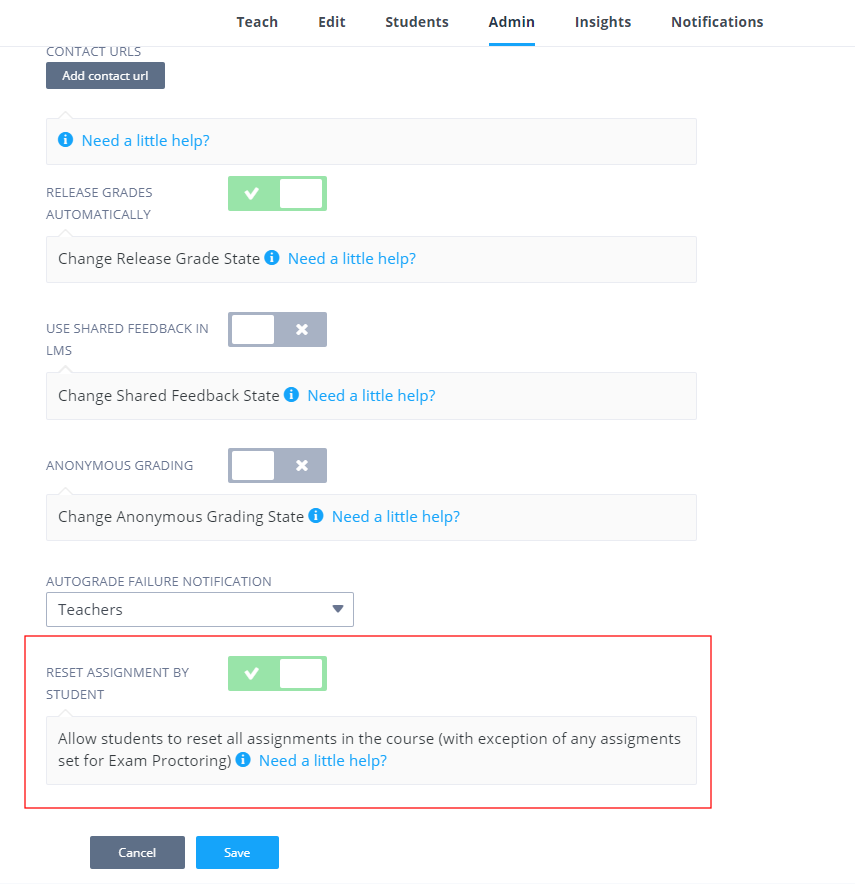 Teach Edit Students Admin Insights Notifications
CONTACT URLS
Add contact url
Need a little help?
RELEASE GRADES
AUTOMATICALLY
Change Release Grade State Need a little help?
USE SHARED FEEDBACK IN
LMS
Change Shared Feedback State Need a little help?
ANONYMOUS GRADING
Change Anonymous Grading State Need a little help?
AUTOGRADE FAILURE NOTIFICATION
Teachers
RESET ASSIGNMENT BY
STUDENT
Allow students to reset all assignments in the course (with exception of any assigments
set for Exam Proctoring) Need a little help?
Cancel Save